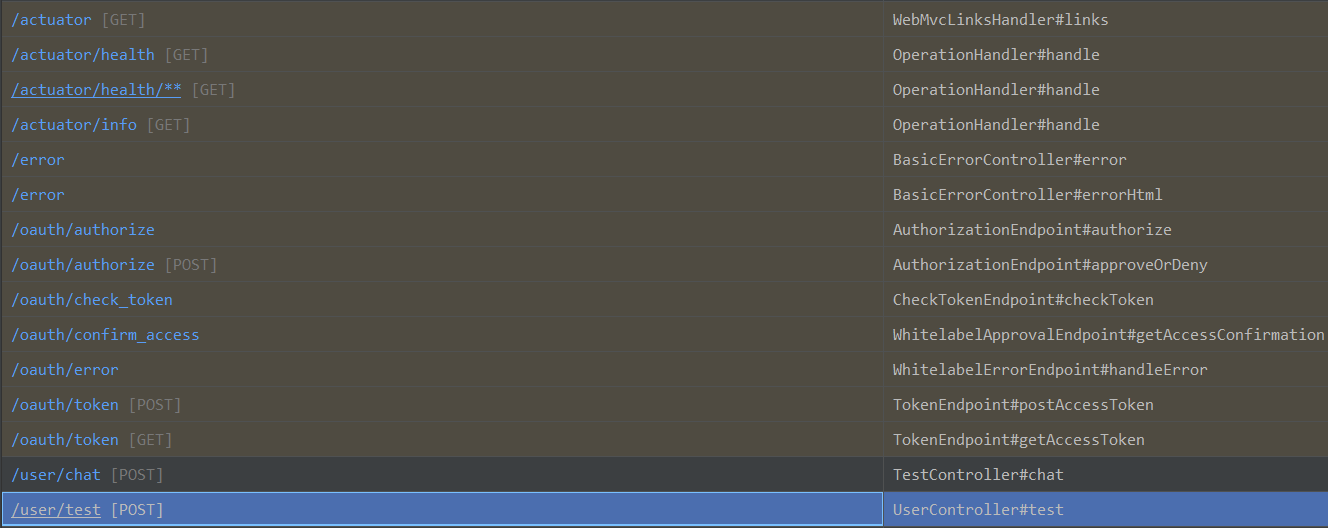 /actuator [GET] WebMvcLinksHandler#links
/actuator/health [GET] OperationHandler#handle
/actuator/health/** [GET] OperationHandler#handle
/actuator/info [GET] OperationHandler#handle
/error BasicErrorController#error
/error BasicErrorController#errorHtml
/oauth/authorize AuthorizationEndpoint#authorize
/oauth/authorize [POST] AuthorizationEndpoint#approveOrDeny
/oauth/check_token CheckTokenEndpoint#checkToken
/oauth/confirm_access WhitelabelApprovalEndpoint#getAccessConfirmation
/oauth/error WhitelabelErrorEndpoint#handleError
/oauth/token [POST] TokenEndpoint#postAccessToken
/oauth/token [GET] TokenEndpoint#getAccessToken
/user/chat [POST] TestController#chat
/user/test [POST] UserController#test